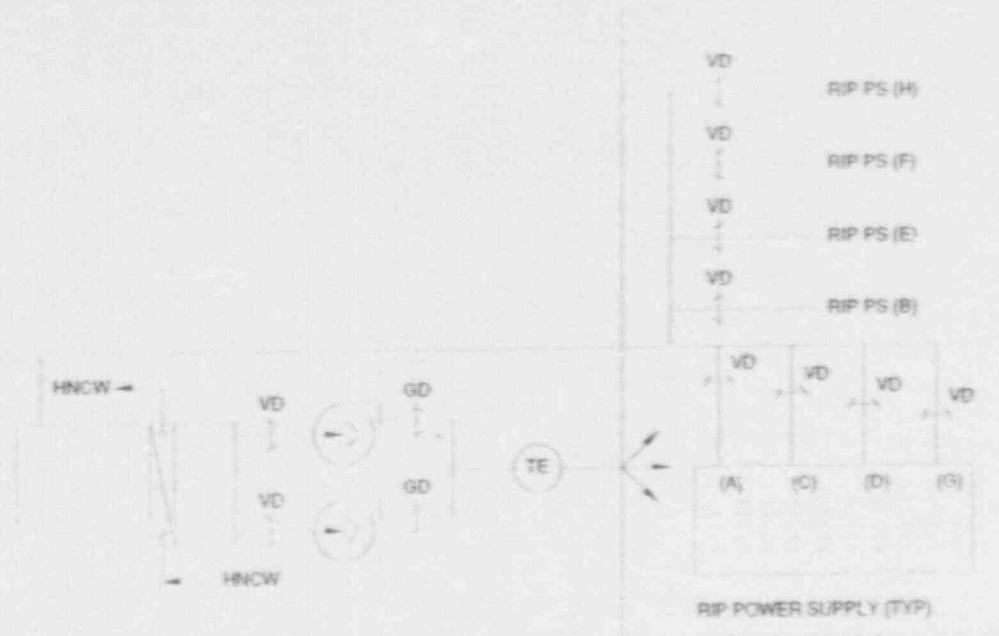 VD
RIP PS (H)
VD
RIP PS (F)
VD
RIP PS (E)
VD
RIP PS (B)
HNCW
VD
GD
VD
VD
VD
VD
TE
VD
GD
(A) (C) (D) (G)
HNCW
RIP POWER SUPPLY (TYP)